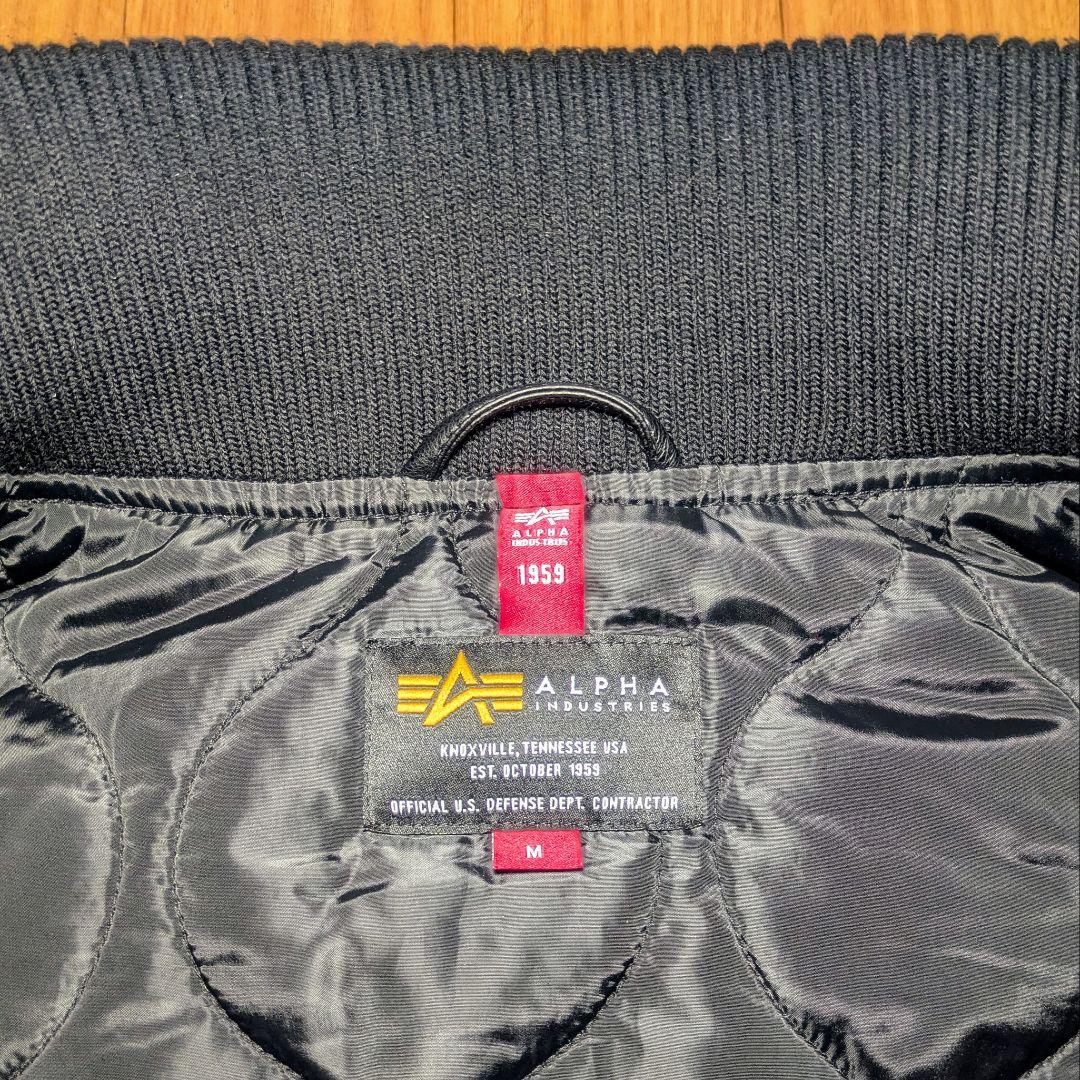 ALPHA
INDUSTRIES
1959
ALPHA
INDUSTRIES
KNOXVILLE, TENNESSEE USA
EST. OCTOBER 1959
OFFICIAL U.S. DEFENSE DEPT. CONTRACTOR
M